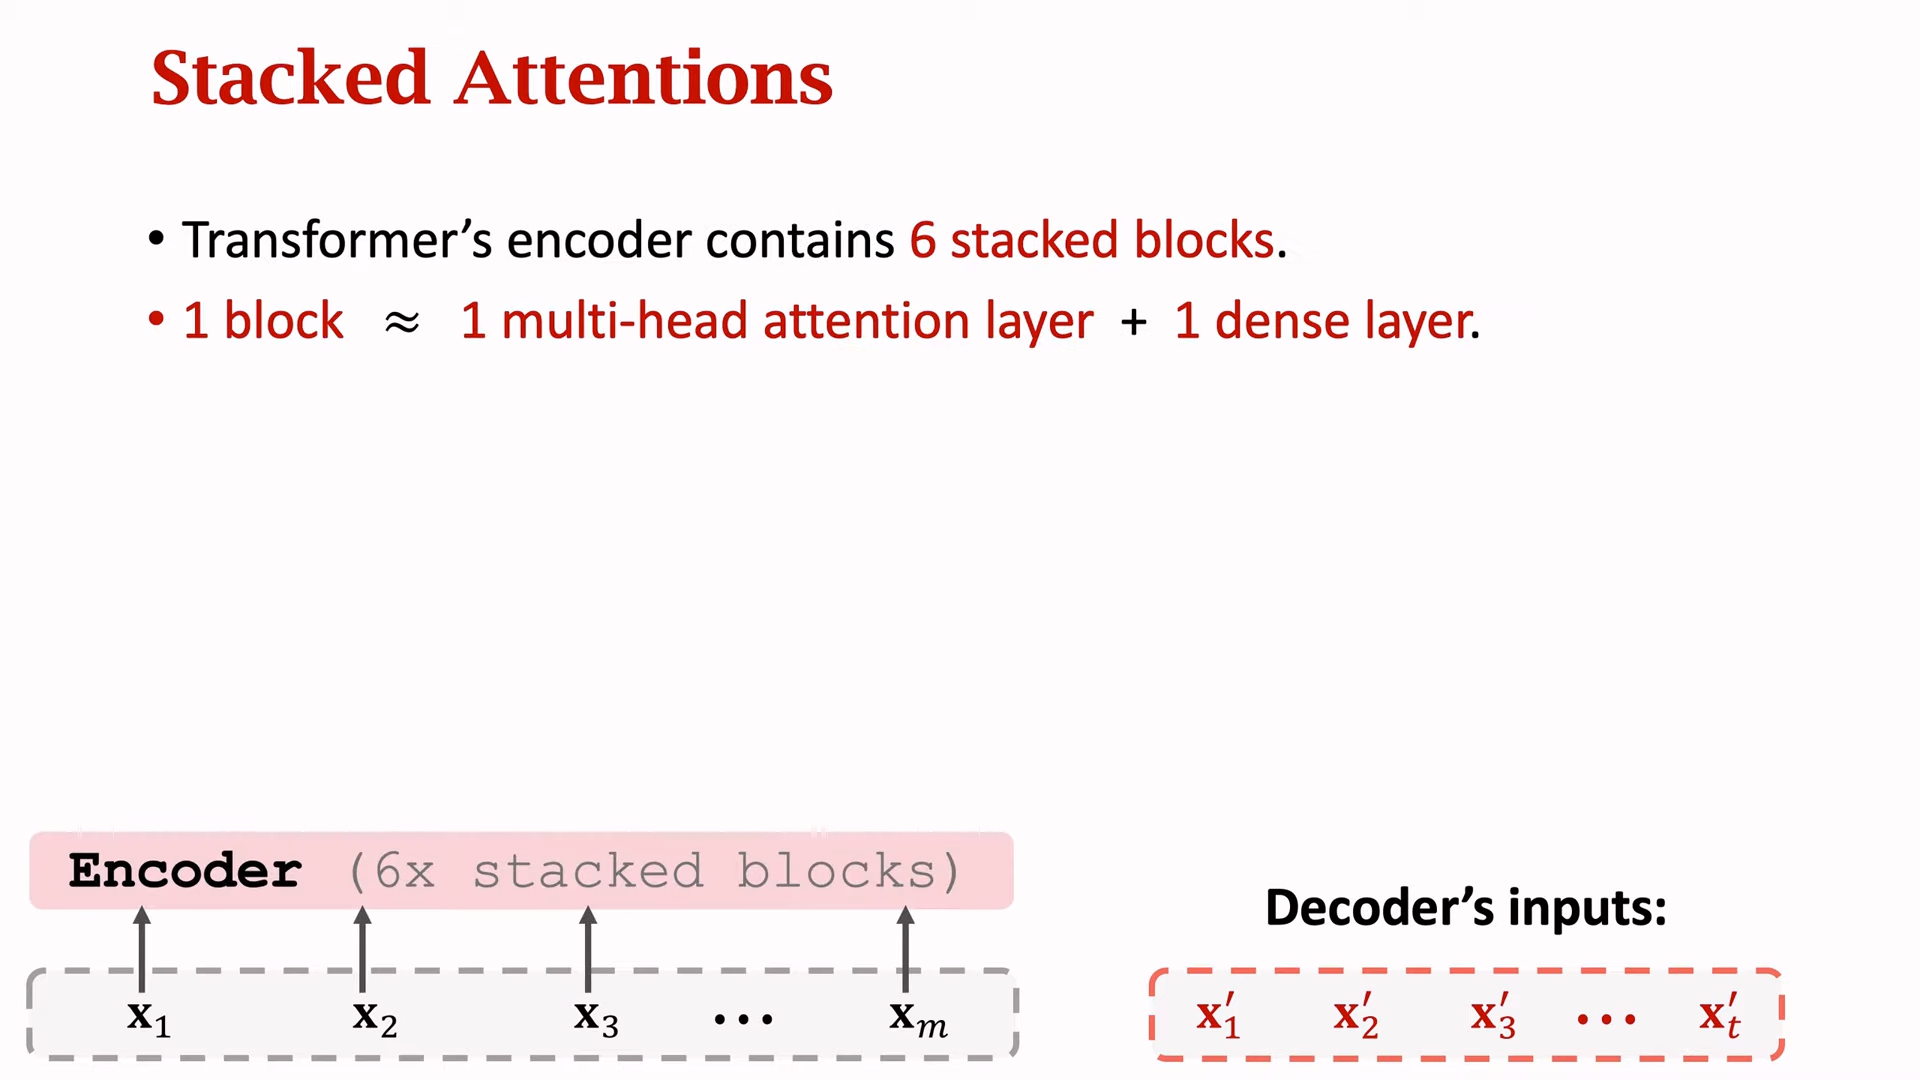 Stacked Attentions
• Transformer’s encoder contains 6 stacked blocks.
• 1 block ≈ 1 multi-head attention layer + 1 dense layer.
Encoder (6x stacked blocks)
x₁ x₂ x₃ ••• xₘ
Decoder’s inputs:
x′₁ x′₂ x′₃ ••• x′ₜ